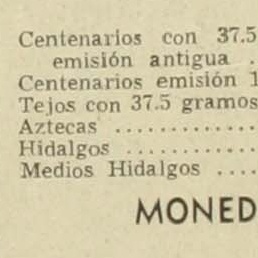 Centenarios con 37.5
emisión antigua .
Centenarios emisión 1
Tejos con 37.5 gramos
Aztecas ............
Hidalgos ...........
Medios Hidalgos ....
MONED